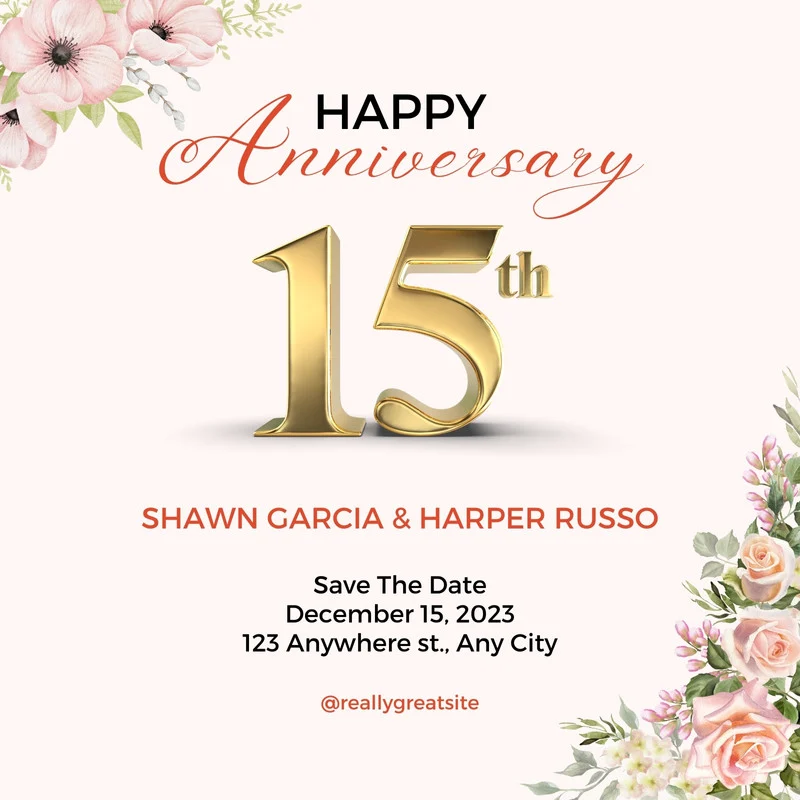 HAPPY
Anniversary
15th
SHAWN GARCIA & HARPER RUSSO
Save The Date
December 15, 2023
123 Anywhere st., Any City
@reallygreatsite